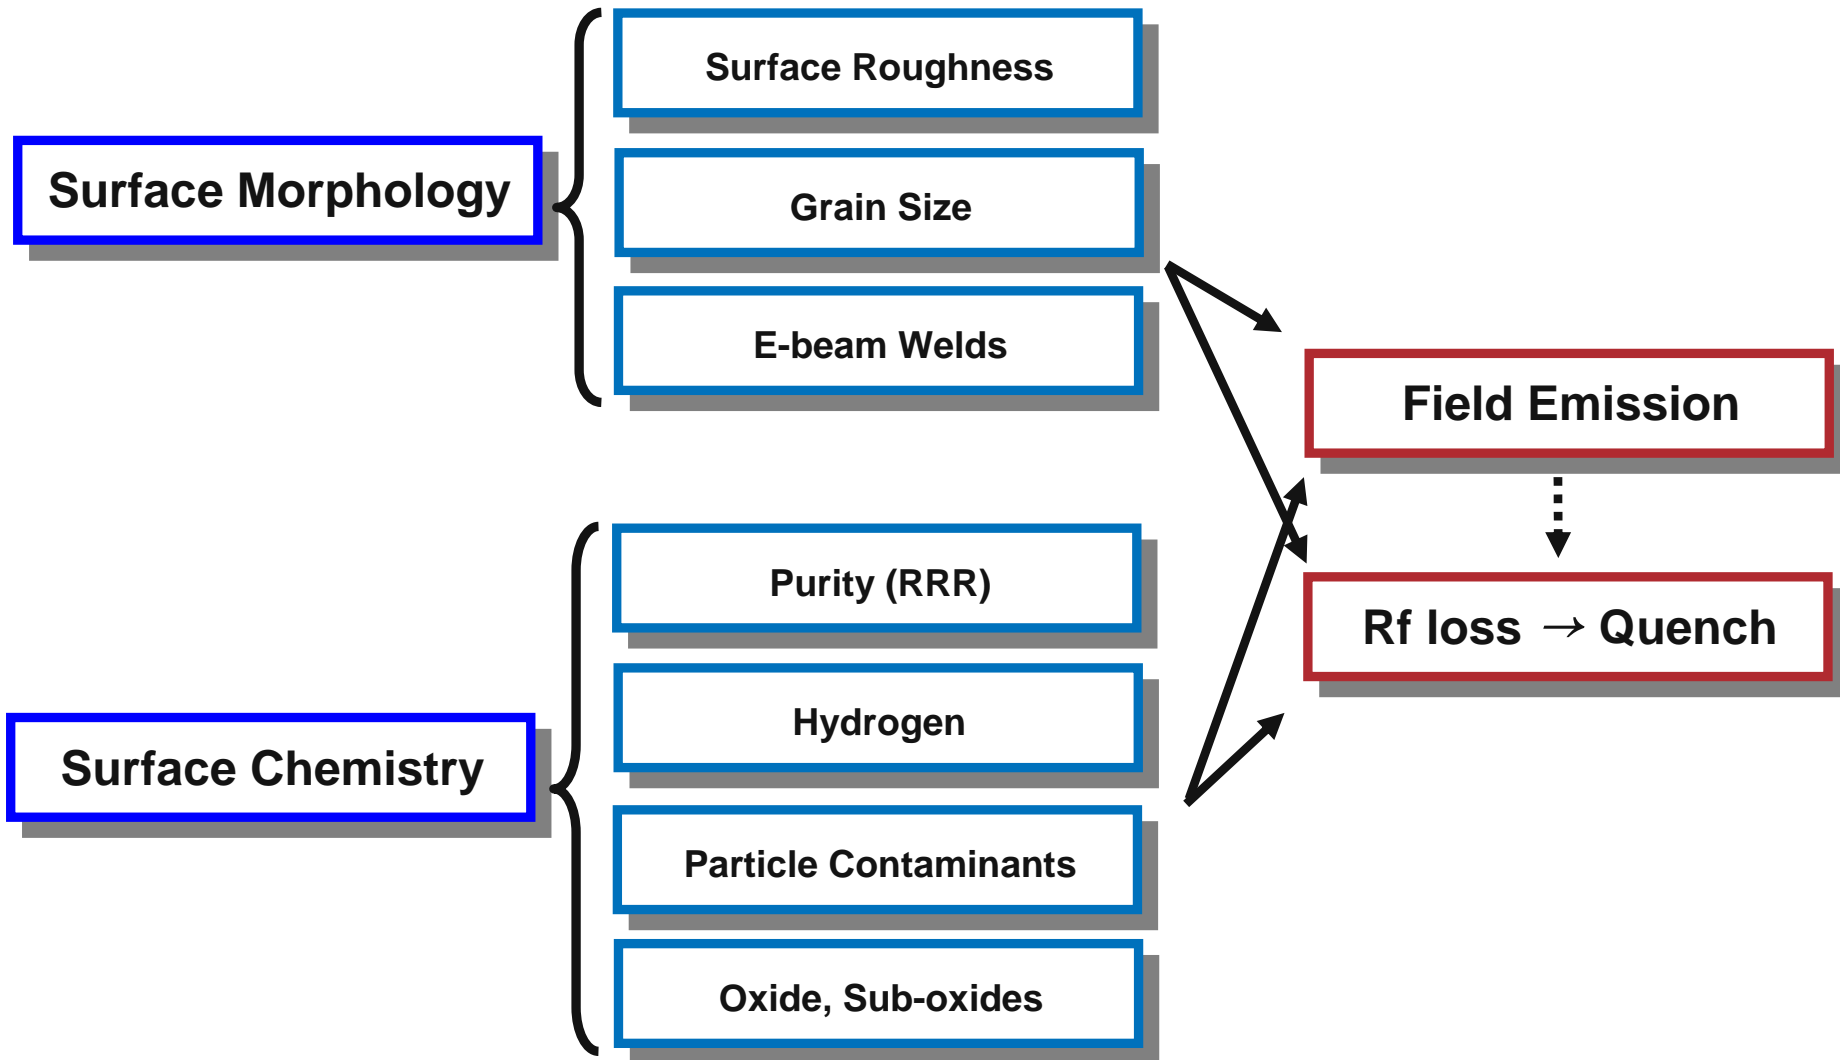 Surface Morphology
Surface Roughness
Grain Size
E-beam Welds
Field Emission
Rf loss → Quench
Surface Chemistry
Purity (RRR)
Hydrogen
Particle Contaminants
Oxide, Sub-oxides